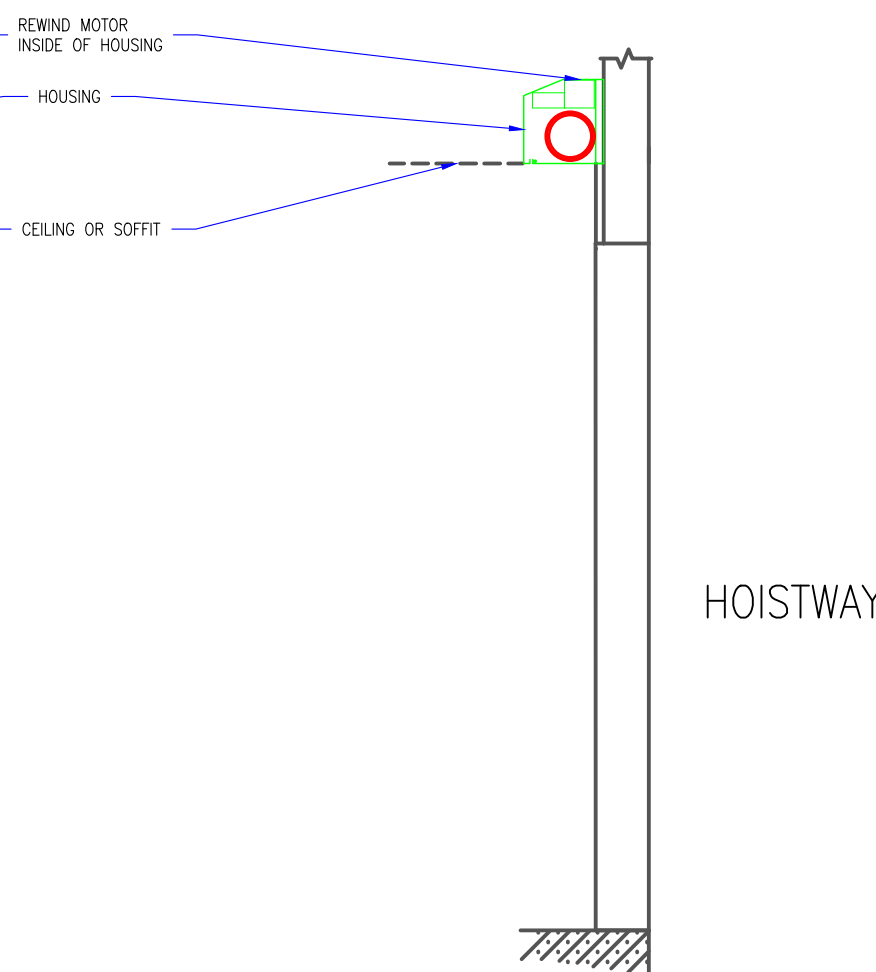 REWIND MOTOR
INSIDE OF HOUSING
HOUSING
CEILING OR SOFFIT
HOISTWAY